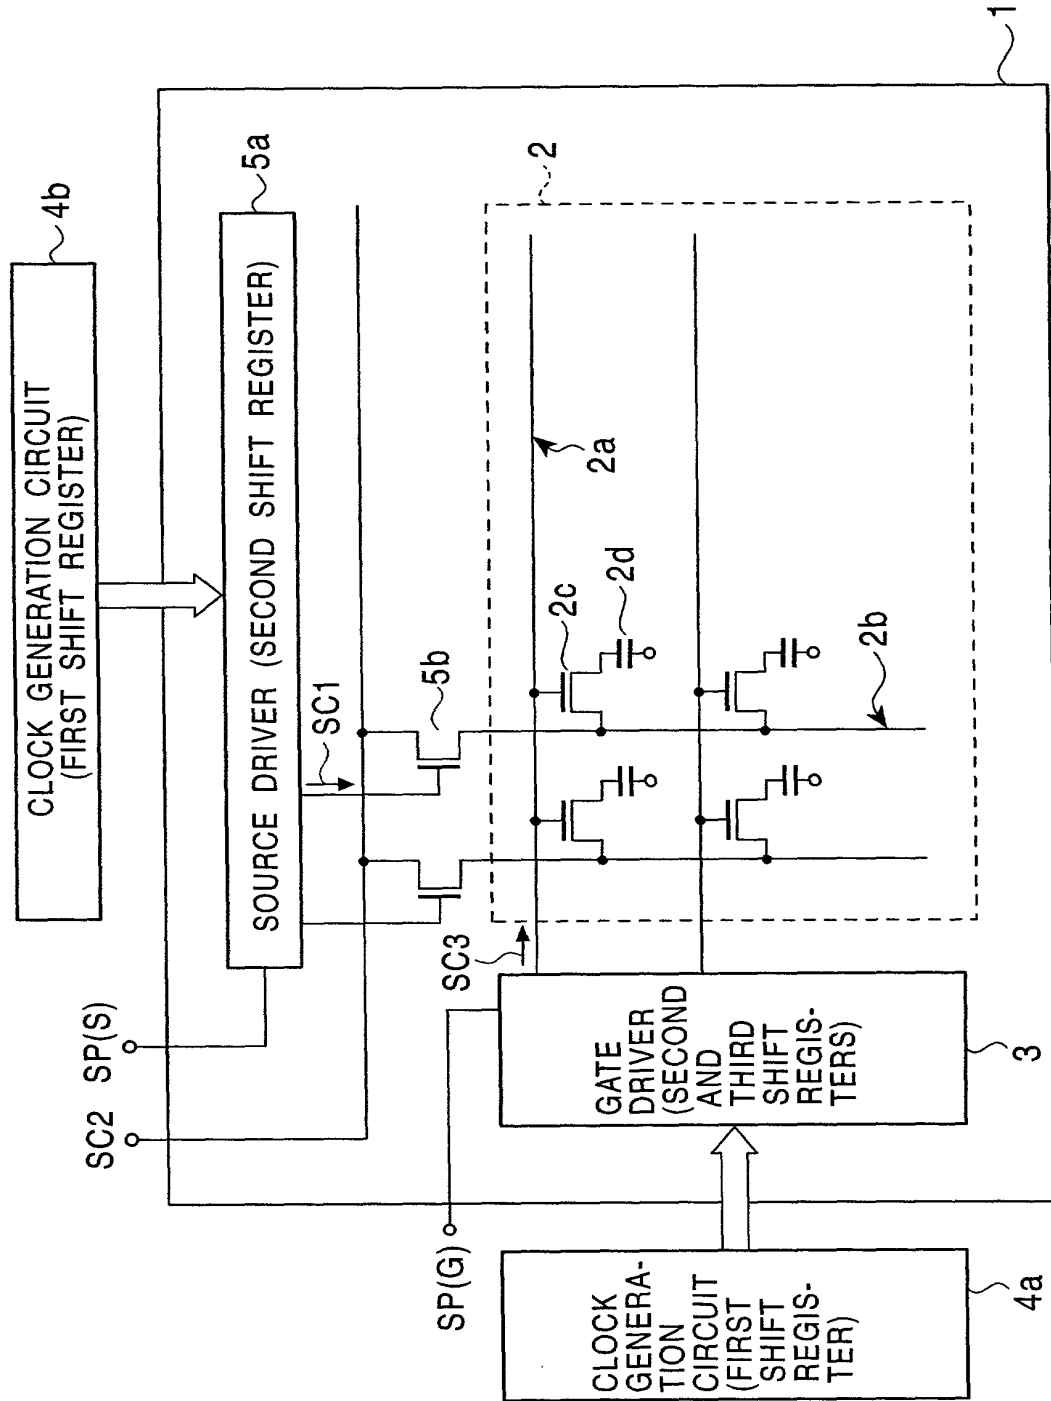 CLOCK GENERATION CIRCUIT
(FIRST SHIFT REGISTER)
4b
SOURCE DRIVER (SECOND SHIFT REGISTER)
5a
1
SP(S)
SC2
SC1
5b
2
SC3
2a
2c
2d
2b
SP(G)
GATE
DRIVER
(SECOND
AND
THIRD
SHIFT
REGIS-
TERS)
3
CLOCK
GENERA-
TION
CIRCUIT
(FIRST
SHIFT
REGIS-
TER)
4a